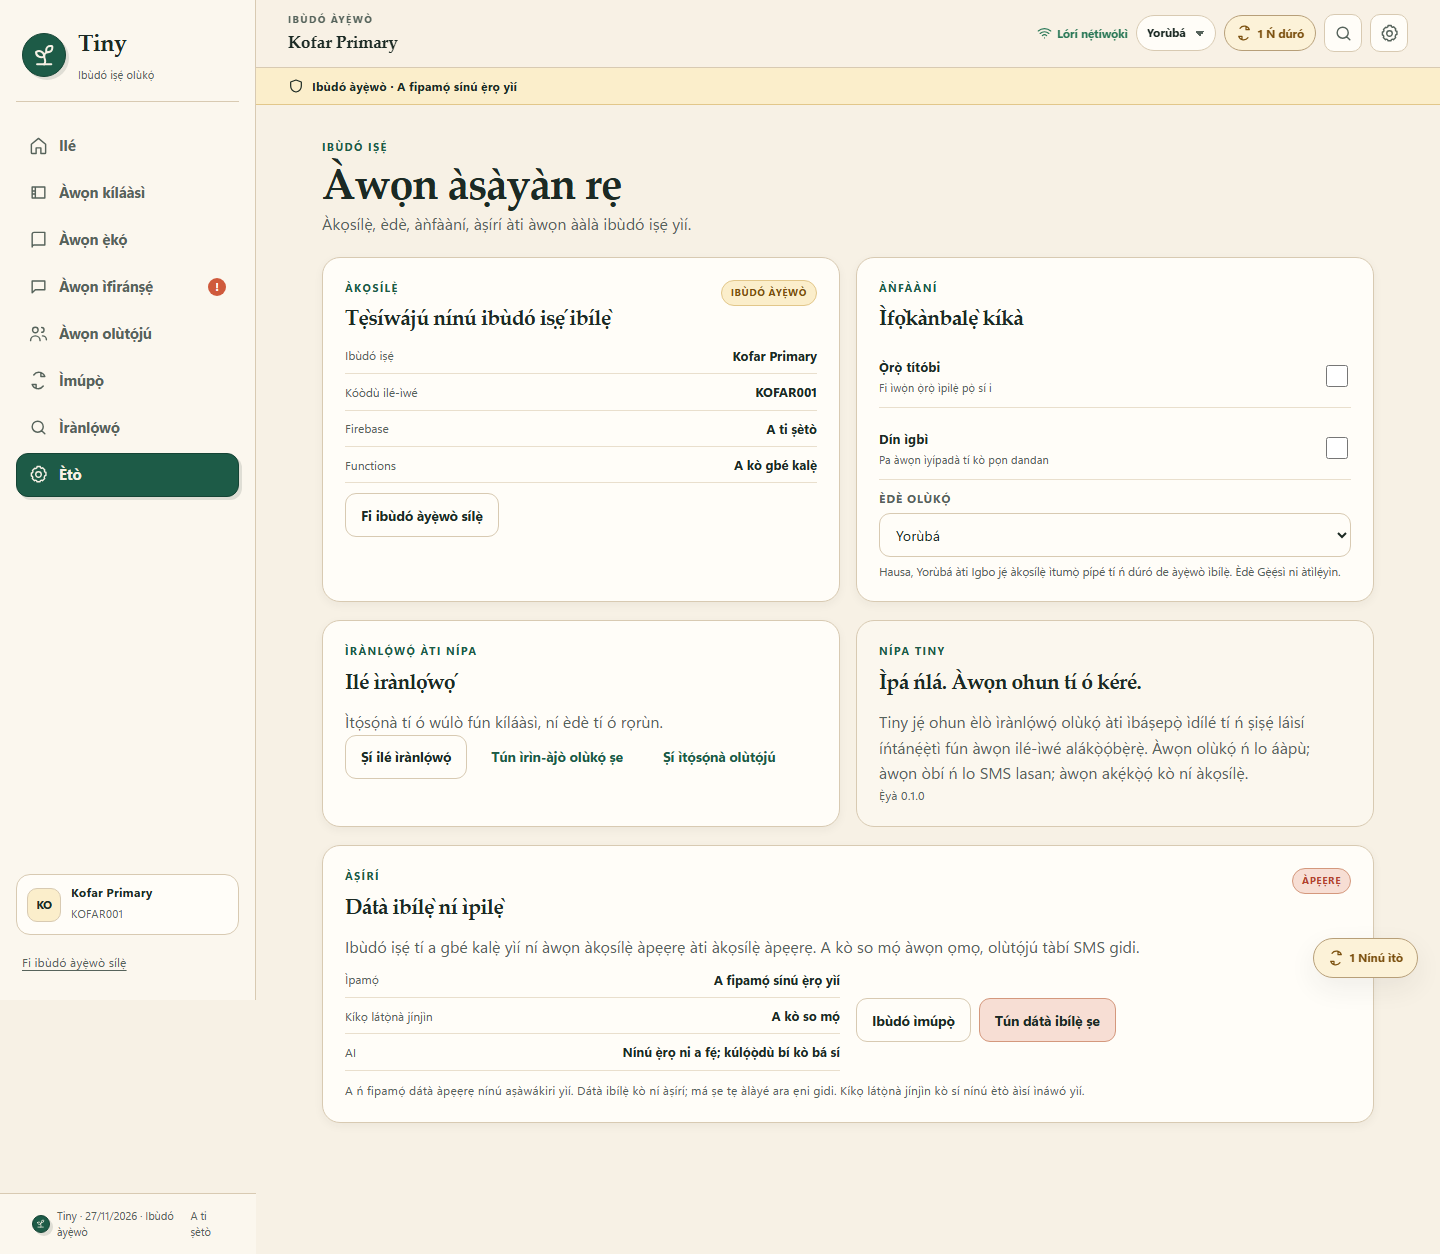 Tiny
Ibùdó iṣẹ́ olùkọ́
Ilé
Àwọn kíláàsì
Àwọn ẹ̀kọ́
Àwọn ìfiránṣẹ́
!
Àwọn olùtọ́jú
Ìmúpọ̀
Ìrànlọ́wọ́
Ètò
KO
Kofar Primary
KOFAR001
Fi ibùdó àyẹ̀wò sílẹ̀
Tiny · 27/11/2026 · Ibùdó àyẹ̀wò
A ti ṣètò
IBÙDÓ ÀYẸ̀WÒ
Kofar Primary
Lórí nẹ́tíwọ́kì
Yorùbá
1 Ń dúró
Ibùdó àyẹ̀wò · A fipamọ́ sínú ẹ̀rọ yìí
IBÙDÓ IṢẸ́
Àwọn àṣàyàn rẹ
Àkọsílẹ̀, èdè, àǹfààní, àṣírí àti àwọn ààlà ibùdó iṣẹ́ yìí.
ÀKỌSÍLẸ̀
IBÙDÓ ÀYẸ̀WÒ
Tẹ̀síwájú nínú ibùdó iṣẹ́ ibílẹ̀
Ibùdó iṣẹ́
Kofar Primary
Kóòdù ilé-ìwé
KOFAR001
Firebase
A ti ṣètò
Functions
A kò gbé kalẹ̀
Fi ibùdó àyẹ̀wò sílẹ̀
ÀǸFÀÀNÍ
Ìfọ̀kànbalẹ̀ kíkà
Ọ̀rọ̀ títóbi
Fi ìwọ̀n ọ̀rọ̀ ìpilẹ̀ pọ̀ sí i
Dín ìgbì
Pa àwọn ìyípadà tí kò pọn dandan
ÈDÈ OLÙKỌ́
Yorùbá
Hausa, Yorùbá àti Igbo jẹ́ àkọsílẹ̀ ìtumọ̀ pípé tí ń dúró de àyẹ̀wò ìbílẹ̀. Èdè Gẹ̀ẹ́sì ni àtìlẹ́yìn.
ÌRÀNLỌ́WỌ́ ÀTI NÍPA
Ilé ìrànlọ́wọ́
Ìtọ́sọ́nà tí ó wúlò fún kíláàsì, ní èdè tí ó rọrùn.
Ṣí ilé ìrànlọ́wọ́
Tún ìrìn-àjò olùkọ́ ṣe
Ṣí ìtọ́sọ́nà olùtọ́jú
NÍPA TINY
Ìpá ńlá. Àwọn ohun tí ó kéré.
Tiny jẹ́ ohun èlò ìrànlọ́wọ́ olùkọ́ àti ìbáṣepọ̀ ìdílé tí ń ṣiṣẹ́ láìsí
íńtánẹ́ẹ̀tì fún àwọn ilé-ìwé alákọ̀ọ́bẹ̀rẹ̀. Àwọn olùkọ́ ń lo áàpù;
àwọn òbí ń lo SMS lasan; àwọn akẹ́kọ̀ọ́ kò ní àkọsílẹ̀.
Ẹ̀yà 0.1.0
ÀṢÍRÍ
ÀPẸẸRẸ
Dátà ibílẹ̀ ní ìpilẹ̀
Ibùdó iṣẹ́ tí a gbé kalẹ̀ yìí ní àwọn àkọsílẹ̀ àpẹẹrẹ àti àkọsílẹ̀ àpẹẹrẹ. A kò so mọ́ àwọn ọmọ, olùtọ́jú tàbí SMS gidi.
Ìpamọ́
A fipamọ́ sínú ẹ̀rọ yìí
Kíkọ látọ̀nà jínjìn
A kò so mọ́
AI
Nínú ẹ̀rọ ni a fẹ́; kúlọ́ọ̀dù bí kò bá sí
Ibùdó ìmúpọ̀
Tún dátà ibílẹ̀ ṣe
A ń fipamọ́ dátà àpẹẹrẹ nínú aṣàwákiri yìí. Dátà ibílẹ̀ kò ní àṣírí; má ṣe tẹ àlàyé ara ẹni gidi. Kíkọ látọ̀nà jínjìn kò sí nínú ètò àìsí ìnáwó yìí.
1 Nínú ìtò